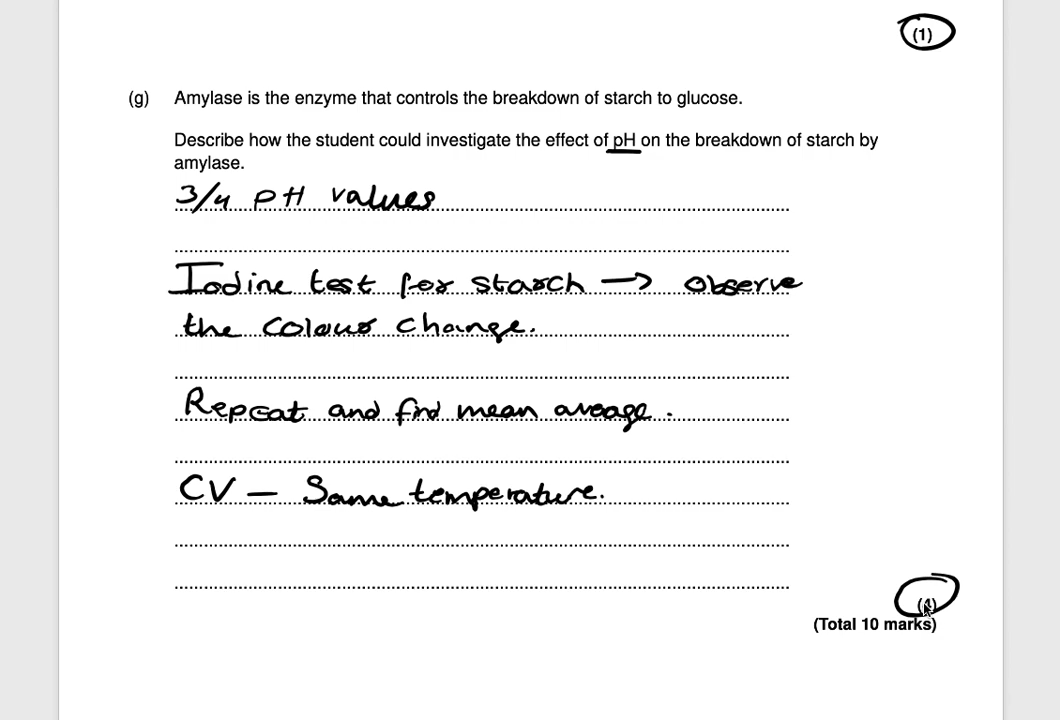 (1)
(g) Amylase is the enzyme that controls the breakdown of starch to glucose.
Describe how the student could investigate the effect of pH on the breakdown of starch by
amylase.
3/4 pH values
Iodine test for starch → observe
the colour change.
Repeat and find mean average.
CV – Same temperature.
(4)
(Total 10 marks)